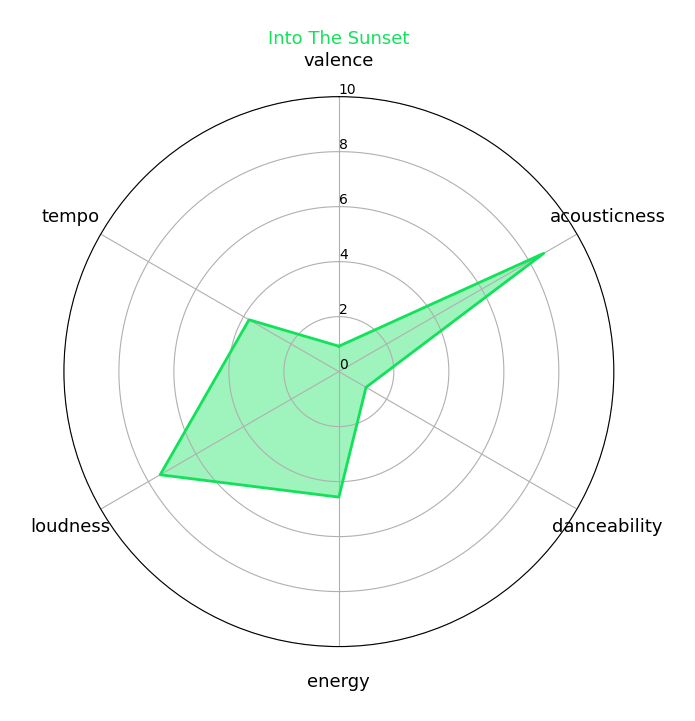 Into The Sunset
valence
10
8
6
4
2
0
tempo
acousticness
loudness
danceability
energy